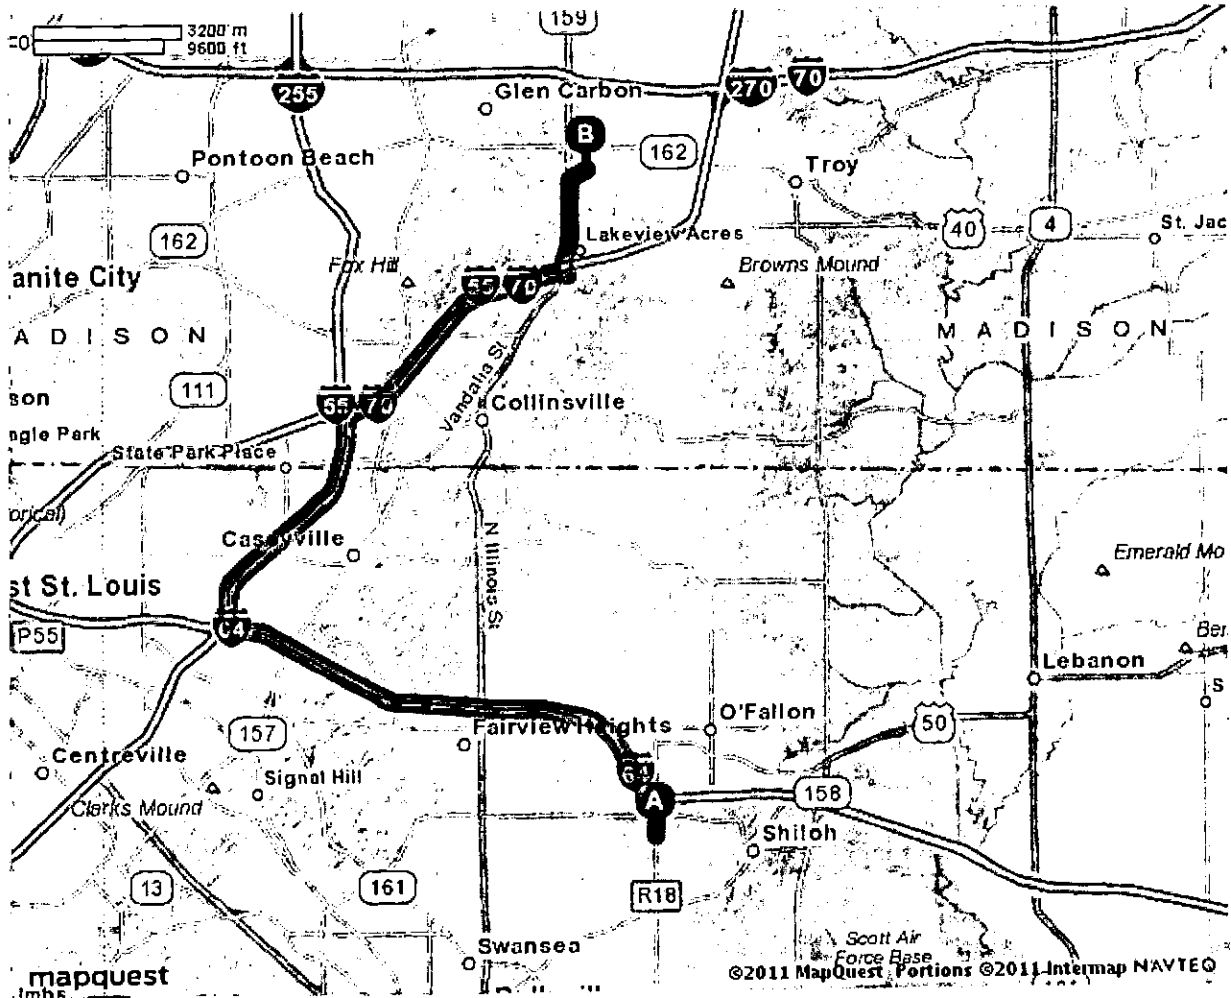 159
3200 m
9600 ft
255
270
70
Glen Carbon
B
162
Pontoon Beach
Troy
162
40
4
St. Jac
Lakeview Acres
anite City
Fox Hill
55
70
Browns Mound
ADISON
MADISON
111
55
70
Vandalia St
Collinsville
son
ngle Park
State Park Place
orical)
Caseyville
N Illinois St
Emerald Mo
st St. Louis
P55
64
Ber
Lebanon
S
157
Fairview Heights
O'Fallon
50
Centreville
Signal Hill
64
A
158
Clarks Mound
Shiloh
13
161
R18
Swansea
Scott Air
Force Base
mapquest
©2011 MapQuest Portions ©2011 Intermap NAVTEQ